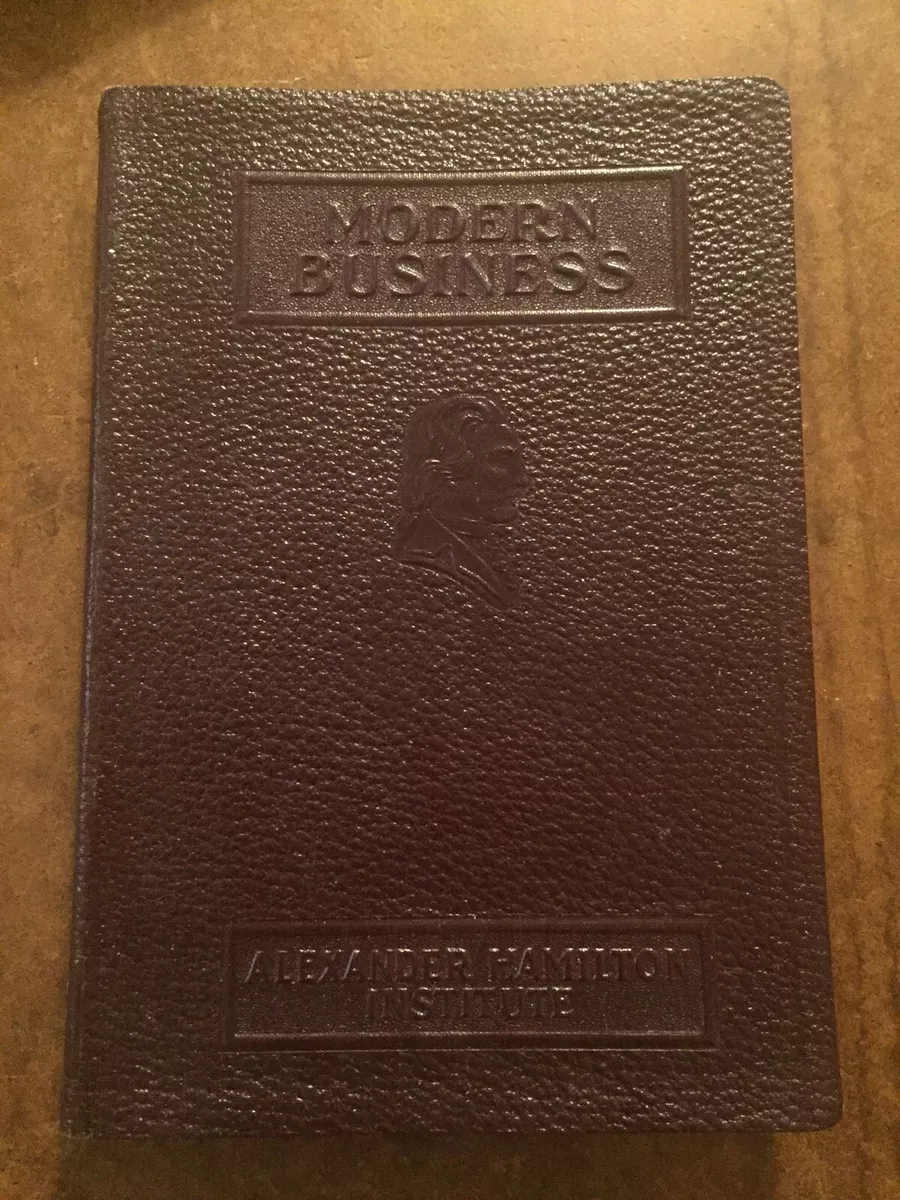 MODERN
BUSINESS
ALEXANDER HAMILTON
INSTITUTE